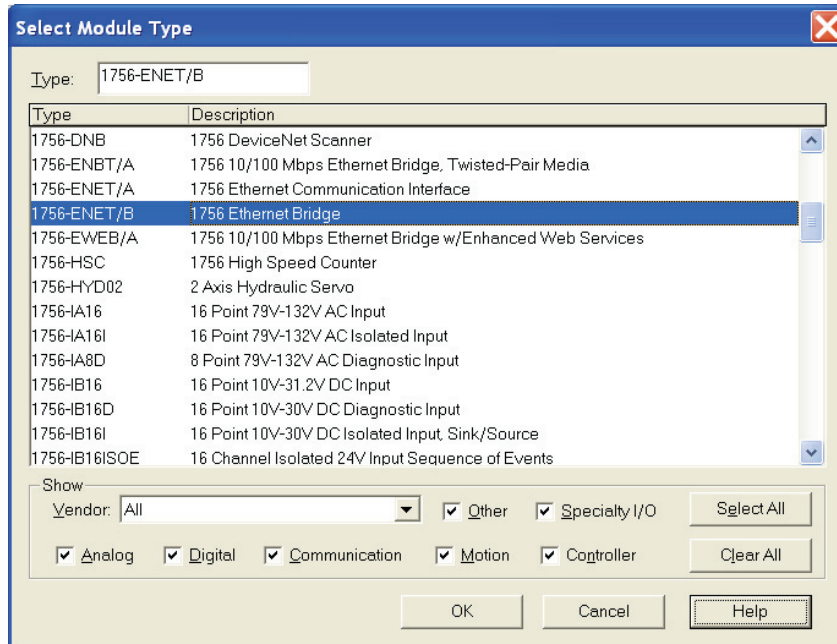 Select Module Type
Type: 1756-ENET/B
Type Description
1756-DNB 1756 DeviceNet Scanner
1756-ENBT/A 1756 10/100 Mbps Ethernet Bridge, Twisted-Pair Media
1756-ENET/A 1756 Ethernet Communication Interface
1756-ENET/B 1756 Ethernet Bridge
1756-EWEB/A 1756 10/100 Mbps Ethernet Bridge w/Enhanced Web Services
1756-HSC 1756 High Speed Counter
1756-HYD02 2 Axis Hydraulic Servo
1756-IA16 16 Point 79V-132V AC Input
1756-IA16I 16 Point 79V-132V AC Isolated Input
1756-IA8D 8 Point 79V-132V AC Diagnostic Input
1756-IB16 16 Point 10V-31.2V DC Input
1756-IB16D 16 Point 10V-30V DC Diagnostic Input
1756-IB16I 16 Point 10V-30V DC Isolated Input, Sink/Source
1756-IB16ISOE 16 Channel Isolated 24V Input Sequence of Events
Show
Vendor: All Other Specialty I/O Select All
Analog Digital Communication Motion Controller Clear All
OK Cancel Help